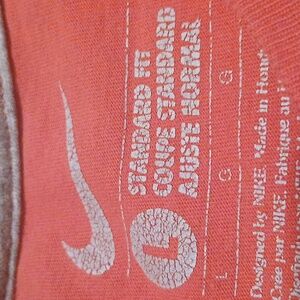 STANDARD FIT
COUPE STANDARD
AJUSTE NORMAL
L
L G G
Designed by NIKE. Made in
Créé par NIKE. Fabriqué au